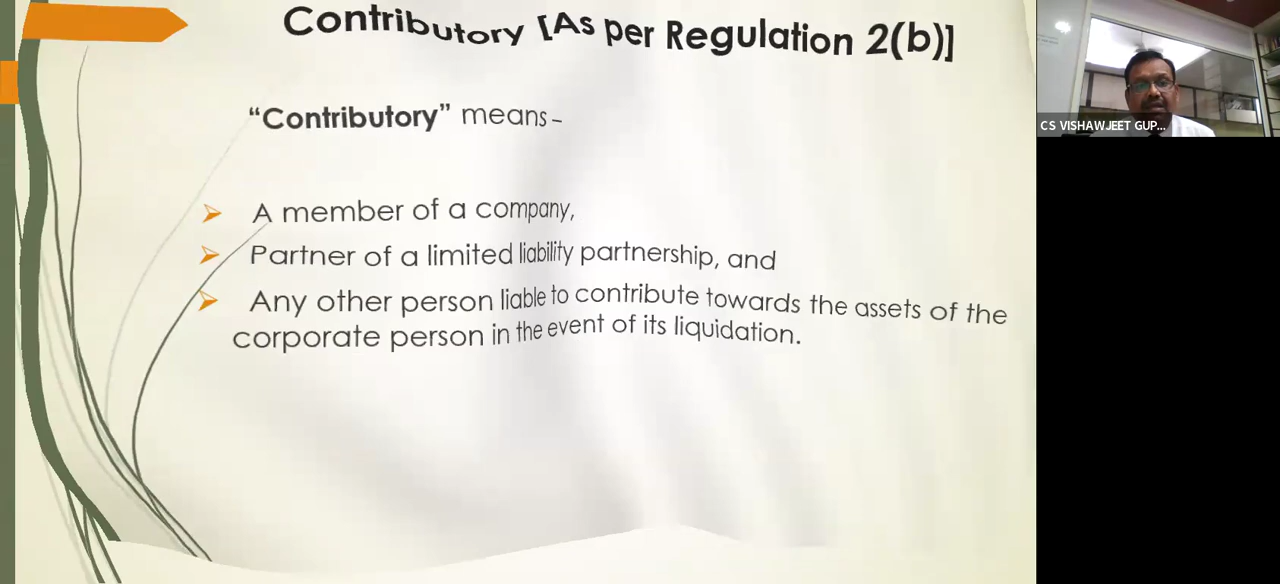 Contributory [As per Regulation 2(b)]
“Contributory” means –
A member of a company,
Partner of a limited liability partnership, and
Any other person liable to contribute towards the assets of the
corporate person in the event of its liquidation.
CS VISHAWJEET GUP...